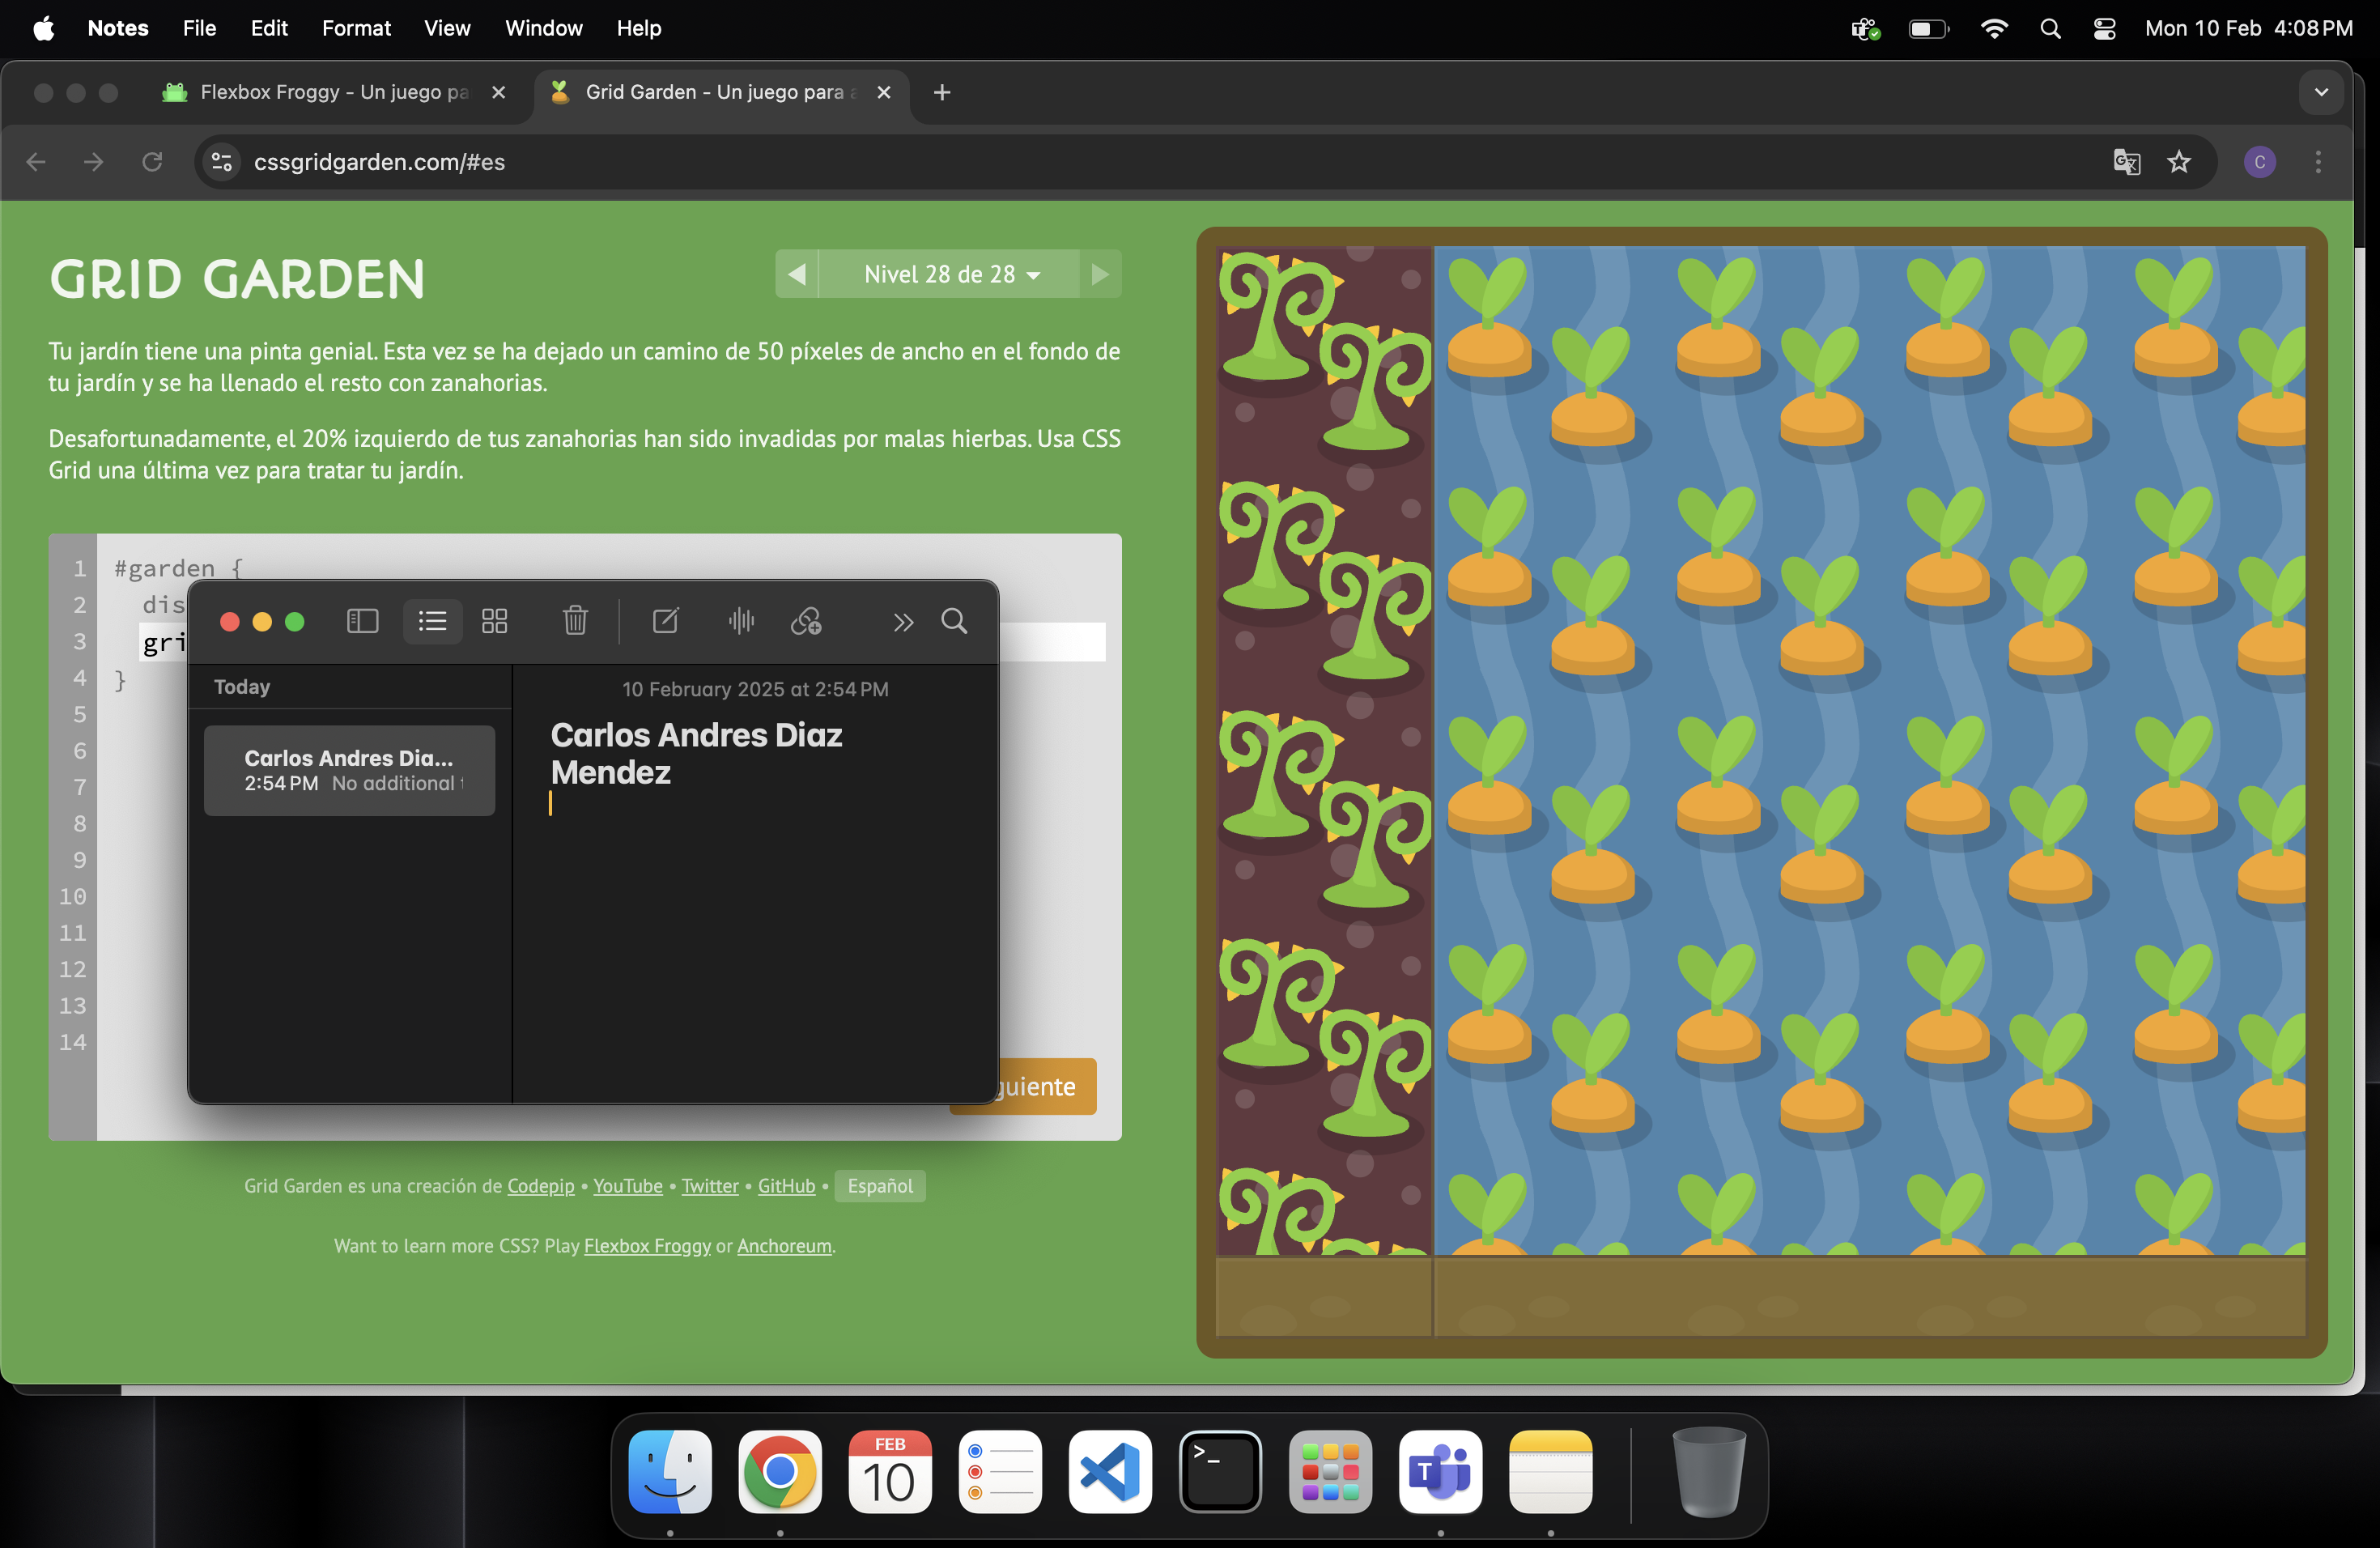 Notes File Edit Format View Window Help Mon 10 Feb 4:08 PM
Flexbox Froggy - Un juego pa Grid Garden - Un juego para a
cssgridgarden.com/#es C
GRID GARDEN
Nivel 28 de 28
Tu jardín tiene una pinta genial. Esta vez se ha dejado un camino de 50 píxeles de ancho en el fondo de
tu jardín y se ha llenado el resto con zanahorias.
Desafortunadamente, el 20% izquierdo de tus zanahorias han sido invadidas por malas hierbas. Usa CSS
Grid una última vez para tratar tu jardín.
1 #garden {
2 dis
3 gri
4 }
5
6
7
8
9
10
11
12
13
14
Today
Carlos Andres Dia...
2:54 PM No additional
10 February 2025 at 2:54 PM
Carlos Andres Diaz
Mendez
guiente
Grid Garden es una creación de Codepip • YouTube • Twitter • GitHub • Español
Want to learn more CSS? Play Flexbox Froggy or Anchoreum.
FEB
10
>_
T